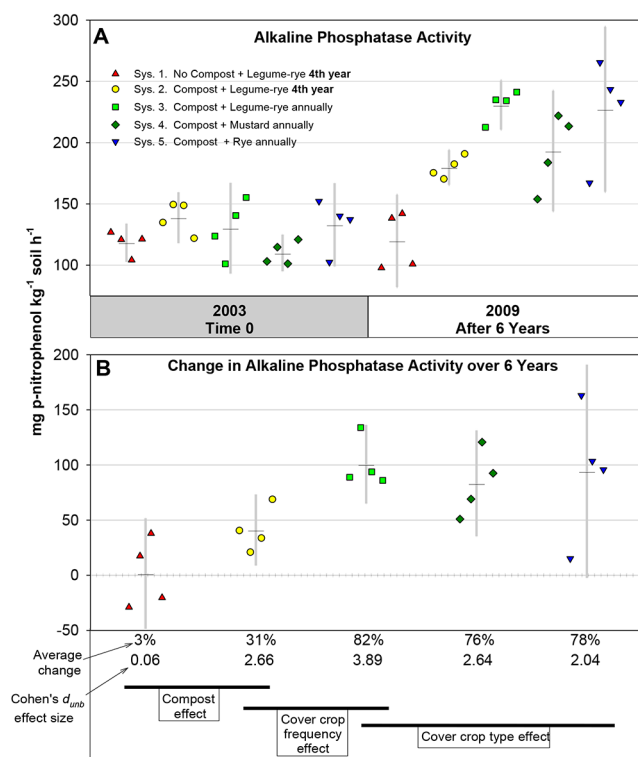 mg p-nitrophenol kg-1 soil h-1
A
Alkaline Phosphatase Activity
300
250
200
150
100
Sys. 1. No Compost + Legume-rye 4th year
Sys. 2. Compost + Legume-rye 4th year
Sys. 3. Compost + Legume-rye annually
Sys. 4. Compost + Mustard annually
Sys. 5. Compost + Rye annually
2003
Time 0
2009
After 6 Years
B
Change in Alkaline Phosphatase Activity over 6 Years
200
150
100
50
0
-50
Average
change
3% 31% 82% 76% 78%
0.06 2.66 3.89 2.64 2.04
Cohen's dunb
effect size
Compost
effect
Cover crop
frequency
effect
Cover crop type effect